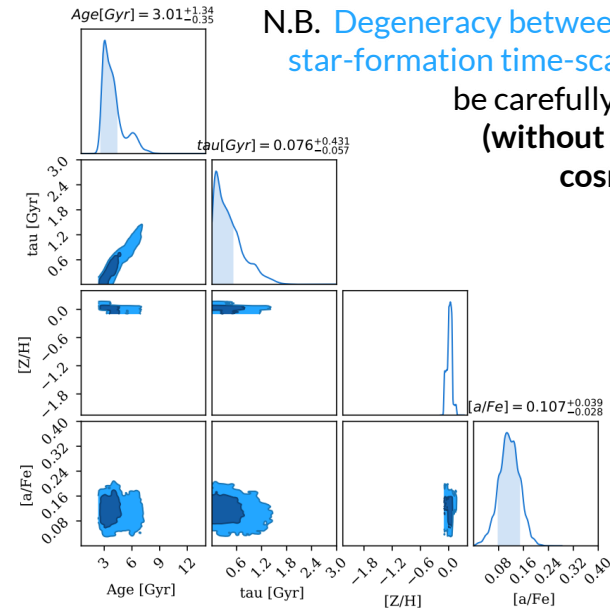 Age[Gyr] = 3.01+1.34−0.35
N.B. Degeneracy betwee
star-formation time-sca
be carefully
(without
cosr
tau[Gyr] = 0.076+0.431−0.057
3.0
2.4
1.8
1.2
0.6
tau [Gyr]
0.0
−0.6
−1.2
−1.8
[Z/H]
[a/Fe] = 0.107+0.039−0.028
0.40
0.32
0.24
0.16
0.08
[a/Fe]
3 6 9 12
Age [Gyr]
0.6 1.2 1.8 2.4 3.0
tau [Gyr]
−1.8 −1.2 −0.6 0.0
[Z/H]
0.08 0.16 0.24 0.32 0.40
[a/Fe]